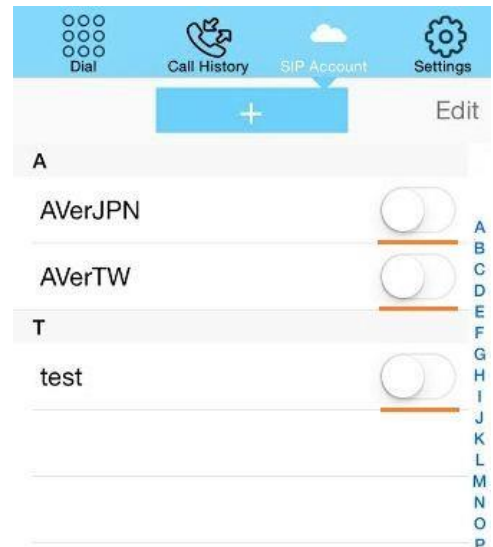 Dial Call History SIP Account Settings
+ Edit
A
AVerJPN
AVerTW
T
test
A
B
C
D
E
F
G
H
I
J
K
L
M
N
O
P